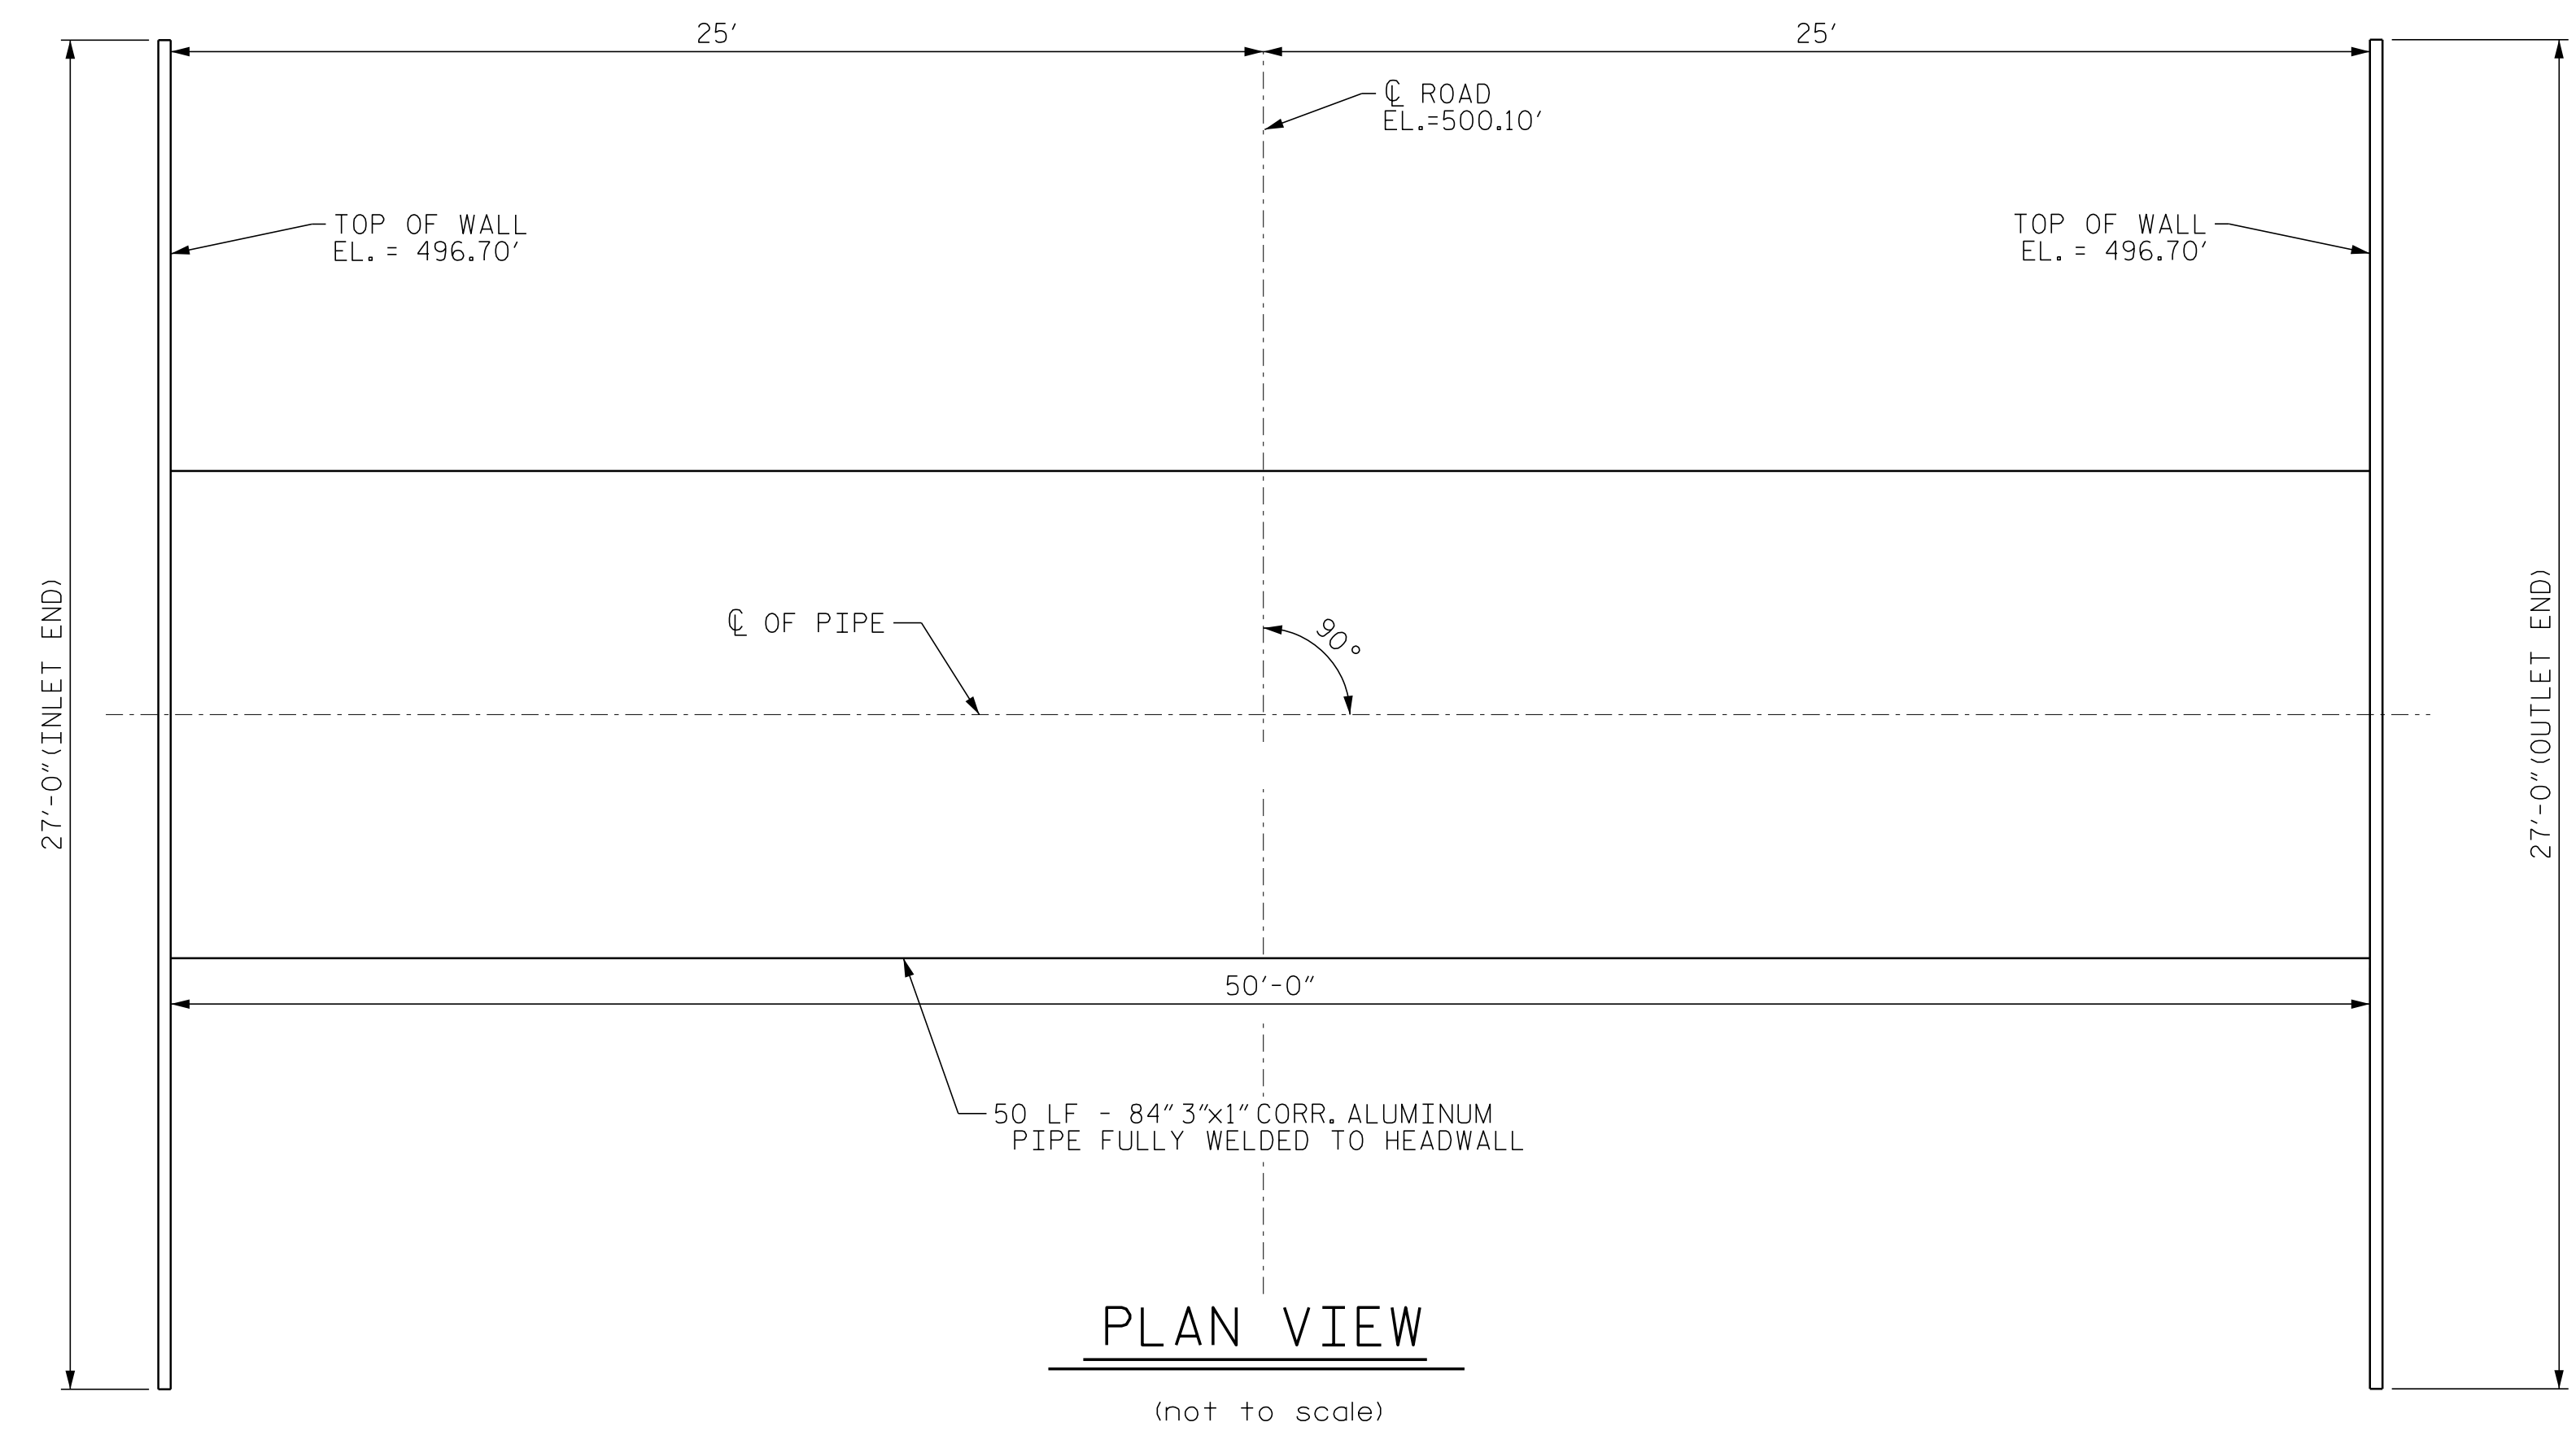 25'
25'
℄ ROAD
EL.=500.10'
TOP OF WALL
EL. = 496.70'
TOP OF WALL
EL. = 496.70'
27'-0"(INLET END)
℄ OF PIPE
90°
27'-0"(OUTLET END)
50'-0"
50 LF - 84"3"x1"CORR. ALUMINUM
PIPE FULLY WELDED TO HEADWALL
PLAN VIEW
(not to scale)